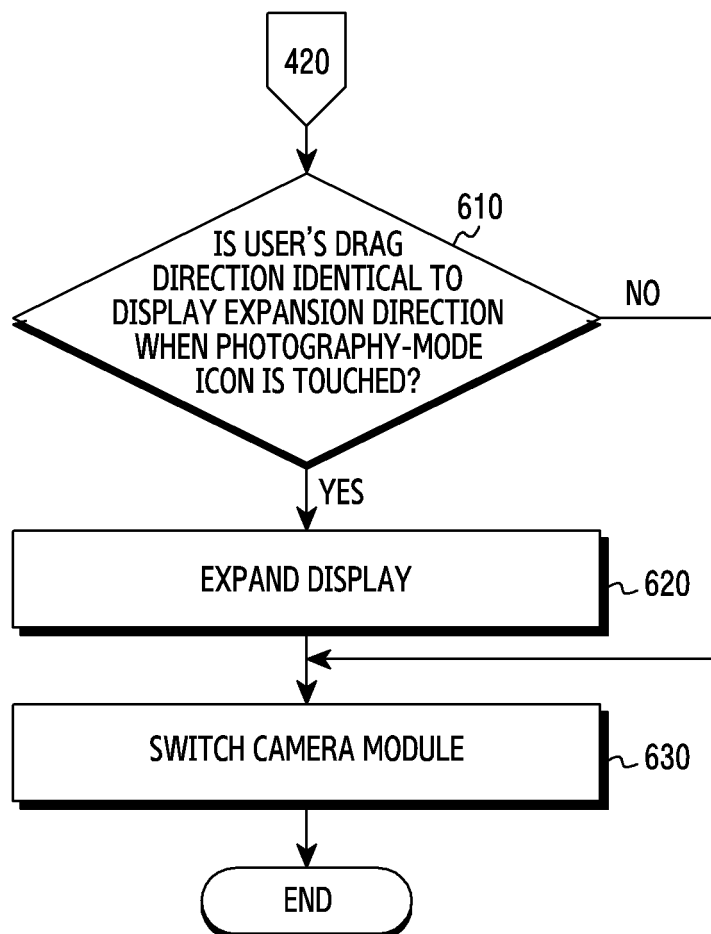 420
610
IS USER'S DRAG
DIRECTION IDENTICAL TO
DISPLAY EXPANSION DIRECTION
WHEN PHOTOGRAPHY-MODE
ICON IS TOUCHED?
NO
YES
EXPAND DISPLAY
620
SWITCH CAMERA MODULE
630
END